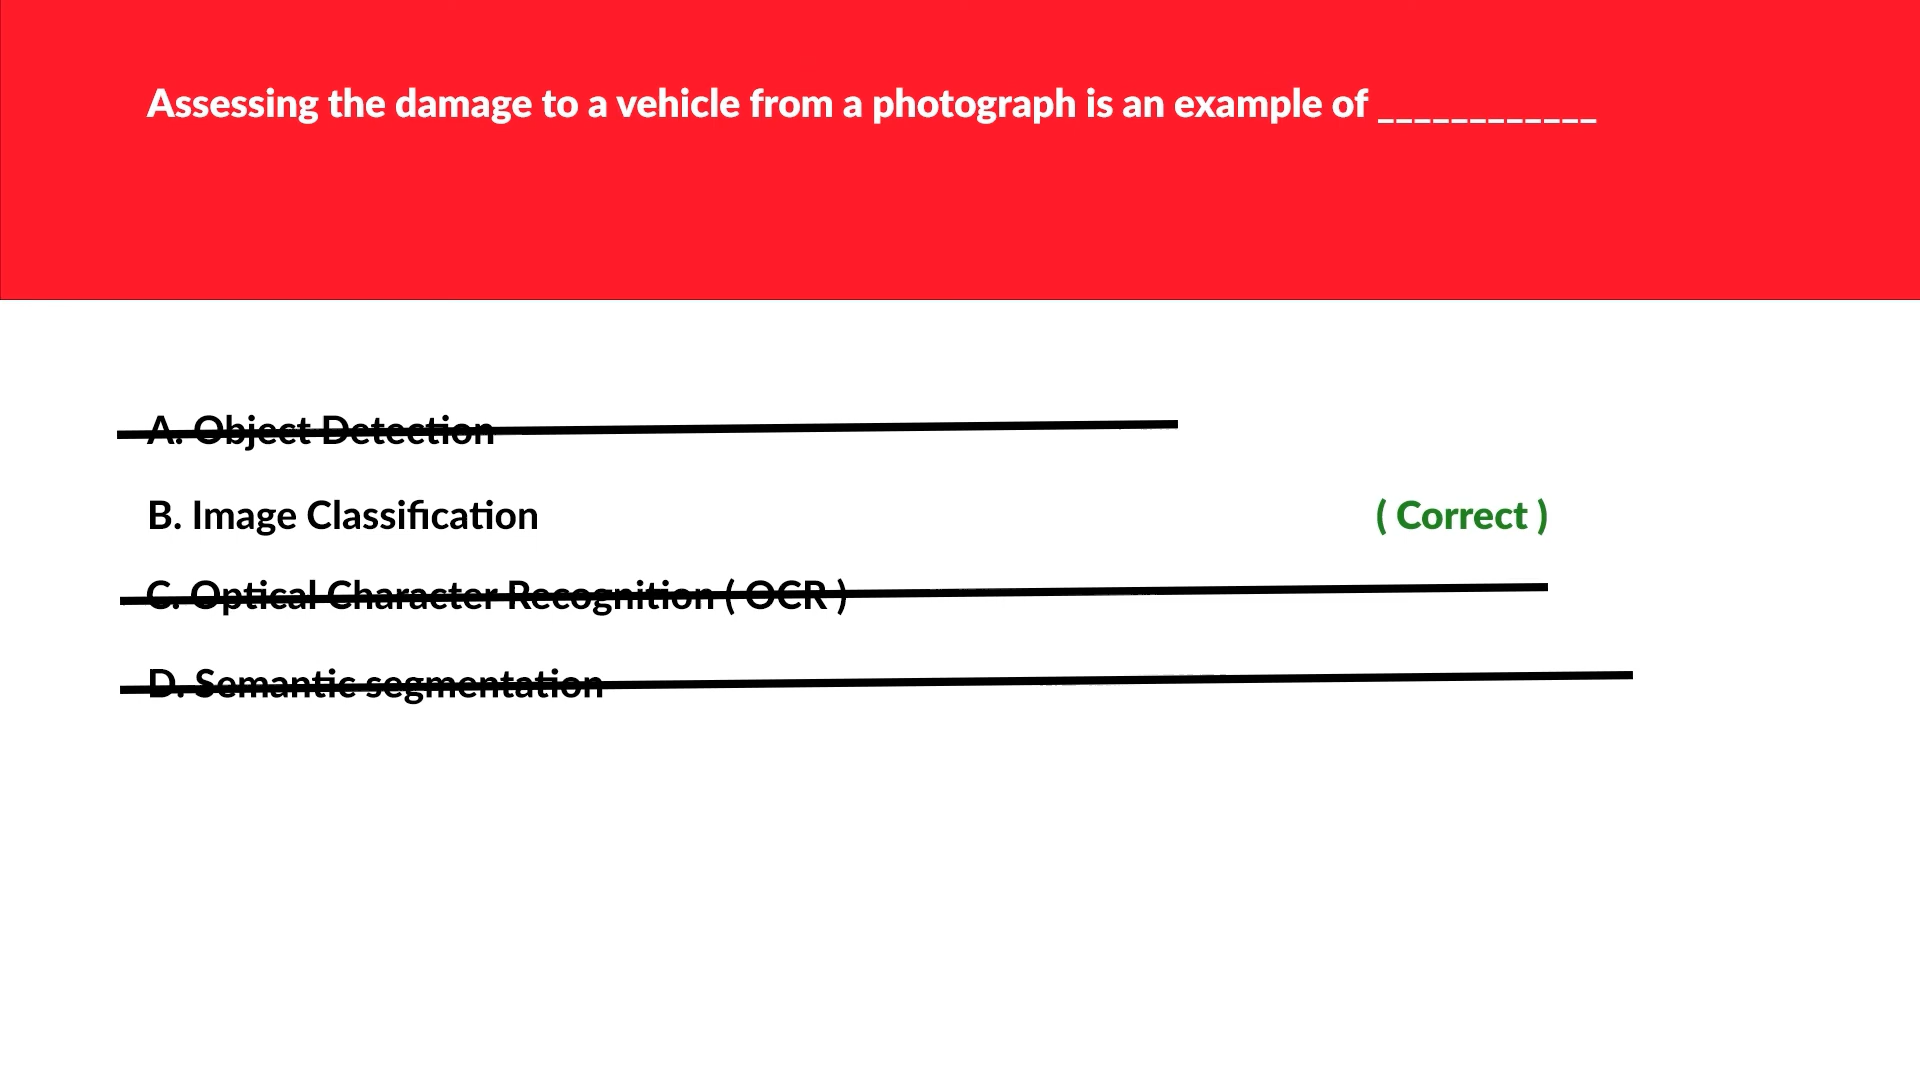 Assessing the damage to a vehicle from a photograph is an example of ____________
A. Object Detection
B. Image Classification ( Correct )
C. Optical Character Recognition ( OCR )
D. Semantic segmentation